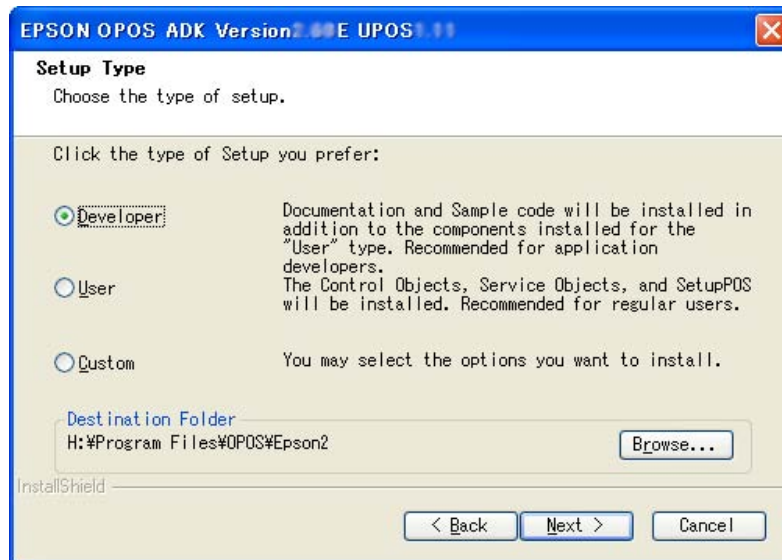 EPSON OPOS ADK Version E UPOS
Setup Type
Choose the type of setup.
Click the type of Setup you prefer:
Developer
Documentation and Sample code will be installed in
addition to the components installed for the
"User" type. Recommended for application
developers.
User
The Control Objects, Service Objects, and SetupPOS
will be installed. Recommended for regular users.
Custom
You may select the options you want to install.
Destination Folder
H:¥Program Files¥OPOS¥Epson2
Browse...
InstallShield
< Back
Next >
Cancel